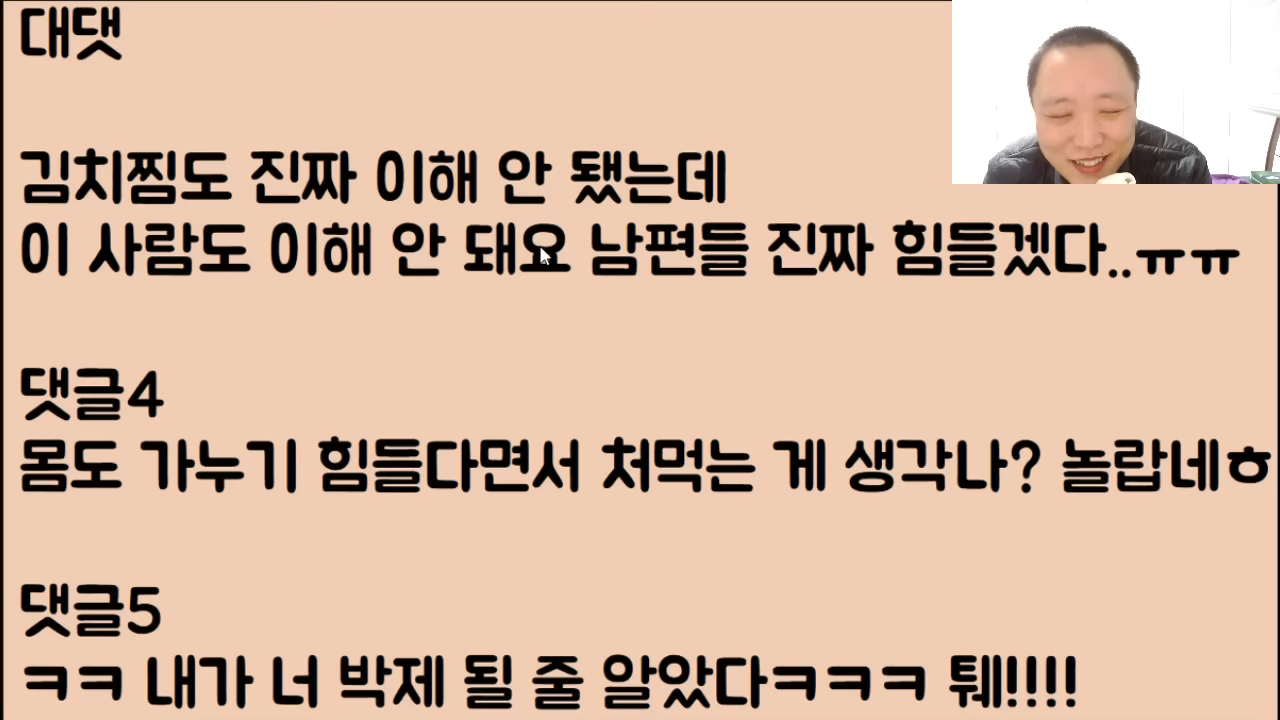 대댓
김치찜도 진짜 이해 안 됐는데
이 사람도 이해 안 돼요 남편들 진짜 힘들겠다..ㅠㅠ
댓글4
몸도 가누기 힘들다면서 처먹는 게 생각나? 놀랍네ㅎ
댓글5
ㅋㅋ 내가 너 박제 될 줄 알았다ㅋㅋㅋ 퉤!!!!